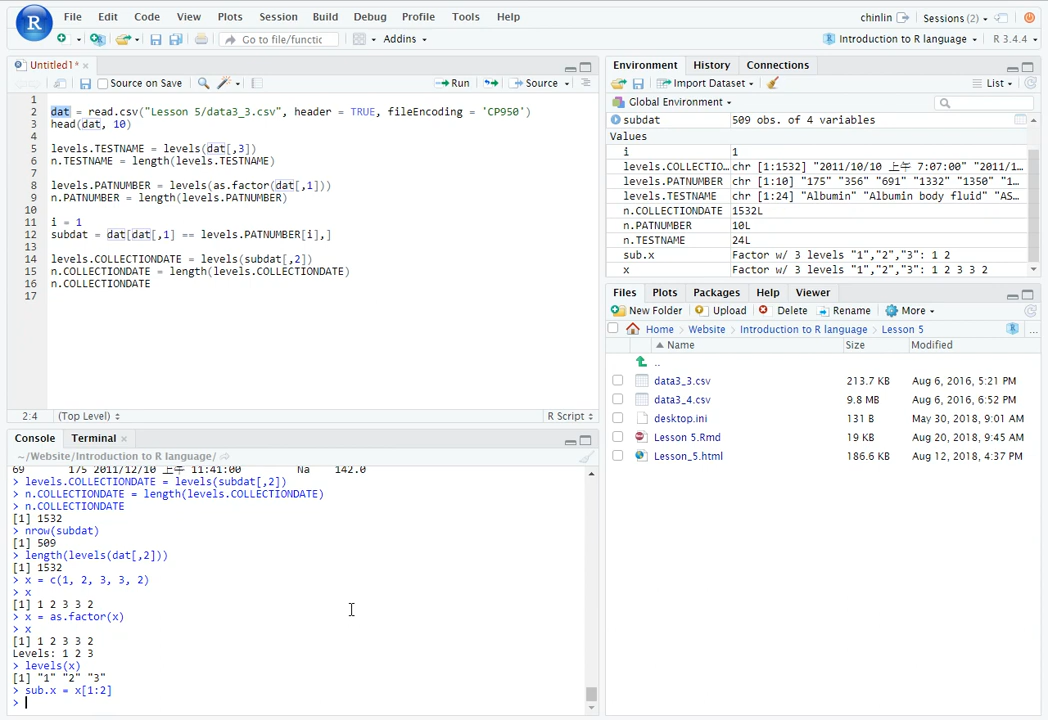 File Edit Code View Plots Session Build Debug Profile Tools Help
chinlin Sessions (2)
Go to file/functic Addins
Introduction to R language R 3.4.4
Untitled1*
Source on Save Run Source
1
2 dat = read.csv("Lesson 5/data3_3.csv", header = TRUE, fileEncoding = 'CP950')
3 head(dat, 10)
4
5 levels.TESTNAME = levels(dat[,3])
6 n.TESTNAME = length(levels.TESTNAME)
7
8 levels.PATNUMBER = levels(as.factor(dat[,1]))
9 n.PATNUMBER = length(levels.PATNUMBER)
10
11 i = 1
12 subdat = dat[dat[,1] == levels.PATNUMBER[i],]
13
14 levels.COLLECTIONDATE = levels(subdat[,2])
15 n.COLLECTIONDATE = length(levels.COLLECTIONDATE)
16 n.COLLECTIONDATE
17
2:4 (Top Level) R Script
Console Terminal
~/Website/Introduction to R language/
69 175 2011/12/10 上午 11:41:00 Na 142.0
> levels.COLLECTIONDATE = levels(subdat[,2])
> n.COLLECTIONDATE = length(levels.COLLECTIONDATE)
> n.COLLECTIONDATE
[1] 1532
> nrow(subdat)
[1] 509
> length(levels(dat[,2]))
[1] 1532
> x = c(1, 2, 3, 3, 2)
> x
[1] 1 2 3 3 2
> x = as.factor(x)
> x
[1] 1 2 3 3 2
Levels: 1 2 3
> levels(x)
[1] "1" "2" "3"
> sub.x = x[1:2]
>
Environment History Connections
Import Dataset List
Global Environment
subdat 509 obs. of 4 variables
Values
i 1
levels.COLLECTIO… chr [1:1532] "2011/10/10 上午 7:07:00" "2011/1…
levels.PATNUMBER chr [1:10] "175" "356" "691" "1332" "1350" "1…
levels.TESTNAME chr [1:24] "Albumin" "Albumin body fluid" "AS…
n.COLLECTIONDATE 1532L
n.PATNUMBER 10L
n.TESTNAME 24L
sub.x Factor w/ 3 levels "1","2","3": 1 2
x Factor w/ 3 levels "1","2","3": 1 2 3 3 2
Files Plots Packages Help Viewer
New Folder Upload Delete Rename More
Home Website Introduction to R language Lesson 5 ...
Name Size Modified
..
data3_3.csv 213.7 KB Aug 6, 2016, 5:21 PM
data3_4.csv 9.8 MB Aug 6, 2016, 6:52 PM
desktop.ini 131 B May 30, 2018, 9:01 AM
Lesson 5.Rmd 19 KB Aug 20, 2018, 9:45 AM
Lesson_5.html 186.6 KB Aug 12, 2018, 4:37 PM